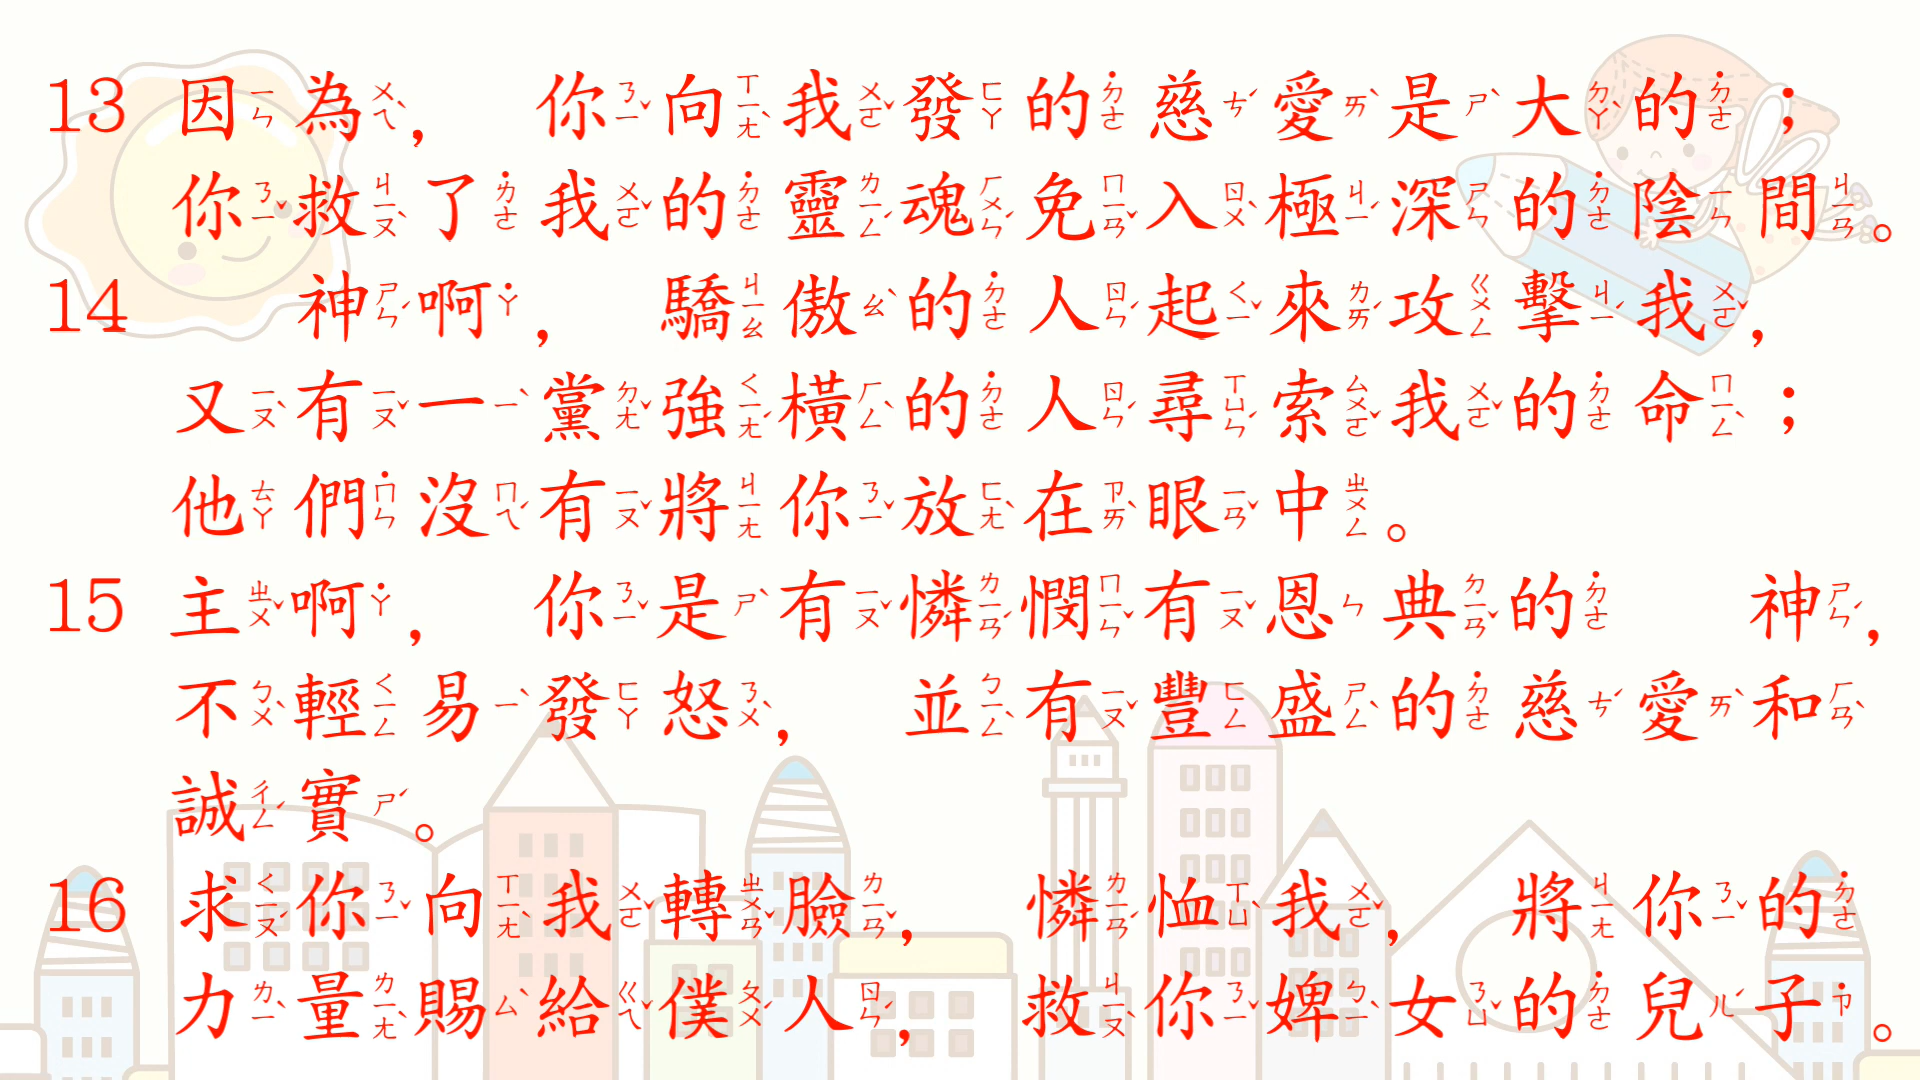 13 因為，你向我發的慈愛是大的；
你救了我的靈魂免入極深的陰間。
14 神啊，驕傲的人起來攻擊我，
又有一黨強橫的人尋索我的命；
他們沒有將你放在眼中。
15 主啊，你是有憐憫有恩典的 神，
不輕易發怒，並有豐盛的慈愛和
誠實。
16 求你向我轉臉，憐恤我，將你的
力量賜給僕人，救你婢女的兒子。